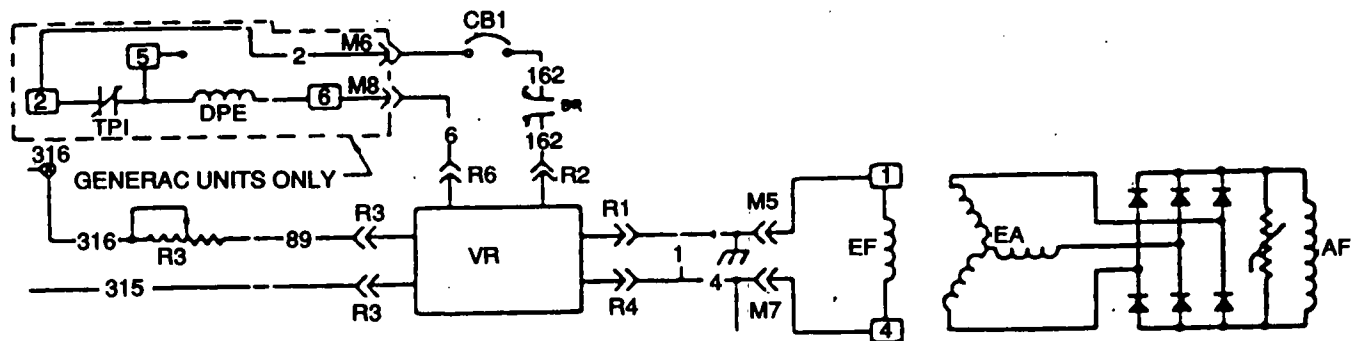 CB1
2
M6
5
162
2
TPI
DPE
6
M8
BR
6
162
316
GENERAC UNITS ONLY
R6
R2
1
316
R3
89
R3
VR
R1
M5
1
EF
EA
AF
315
R3
R4
4
M7
4